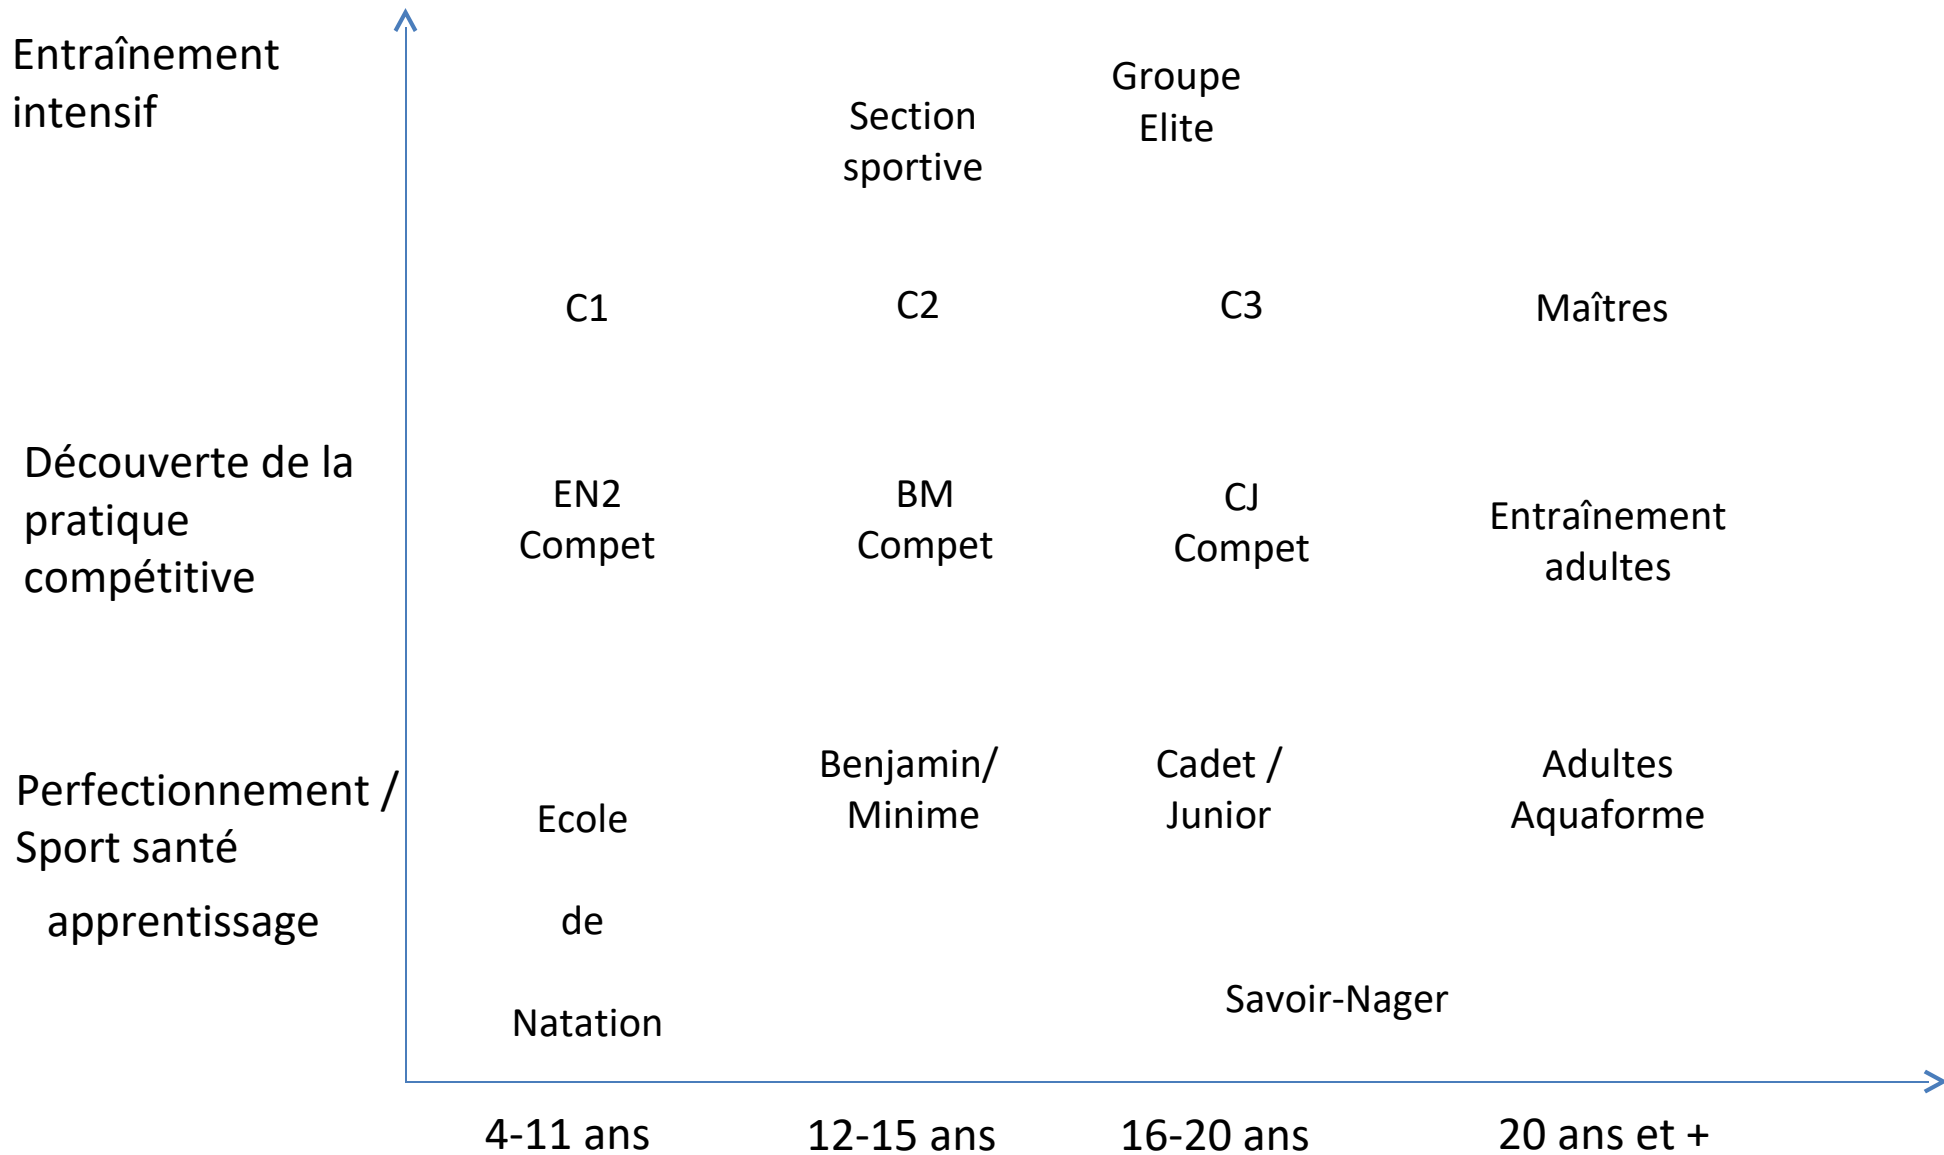 Entraînement
intensif
Groupe
Elite
Section
sportive
C1
C2
C3
Maîtres
Découverte de la
pratique
compétitive
EN2
Compet
BM
Compet
CJ
Compet
Entraînement
adultes
Perfectionnement /
Sport santé
apprentissage
Ecole
de
Natation
Benjamin/
Minime
Cadet /
Junior
Adultes
Aquaforme
Savoir-Nager
4-11 ans
12-15 ans
16-20 ans
20 ans et +